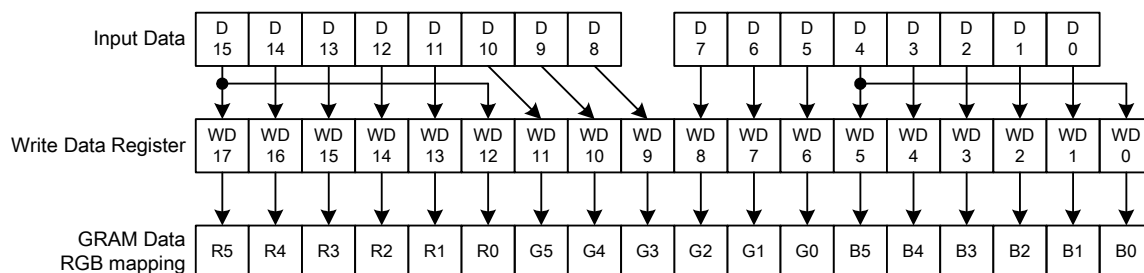 Input Data
D D D D D D D D D D D D D D D D
15 14 13 12 11 10 9 8 7 6 5 4 3 2 1 0
Write Data Register
WD WD WD WD WD WD WD WD WD WD WD WD WD WD WD WD WD WD
17 16 15 14 13 12 11 10 9 8 7 6 5 4 3 2 1 0
GRAM Data
RGB mapping
R5 R4 R3 R2 R1 R0 G5 G4 G3 G2 G1 G0 B5 B4 B3 B2 B1 B0